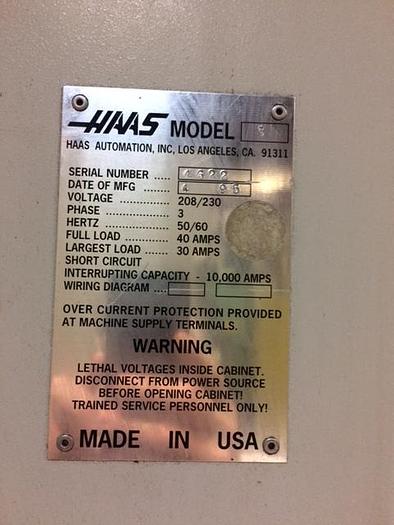 HAAS MODEL
HAAS AUTOMATION, INC, LOS ANGELES, CA. 91311
SERIAL NUMBER .... 4622
DATE OF MFG ..... 4 95
VOLTAGE .............. 208/230
PHASE ................. 3
HERTZ ................. 50/60
FULL LOAD .......... 40 AMPS
LARGEST LOAD .. 30 AMPS
SHORT CIRCUIT
INTERRUPTING CAPACITY - 10,000 AMPS
WIRING DIAGRAM ....
OVER CURRENT PROTECTION PROVIDED
AT MACHINE SUPPLY TERMINALS.
WARNING
LETHAL VOLTAGES INSIDE CABINET.
DISCONNECT FROM POWER SOURCE
BEFORE OPENING CABINET!
TRAINED SERVICE PERSONNEL ONLY!
MADE IN USA